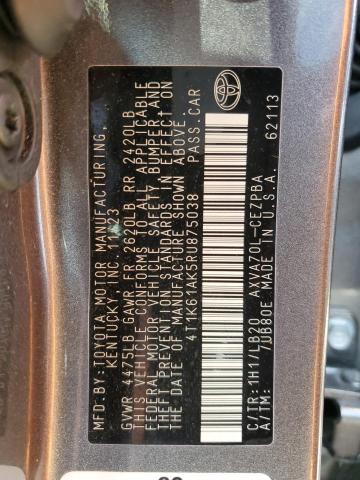 MFD.BY: TOYOTA MOTOR MANUFACTURING,
KENTUCKY, INC. 11/23
GVWR 4475LB GAWR FR 2620LB RR 2420LB
THIS VEHICLE CONFORMS TO ALL APPLICABLE
FEDERAL MOTOR VEHICLE SAFETY, BUMPER AND
THEFT PREVENTION STANDARDS IN EFFECT ON
THE DATE OF MANUFACTURE SHOWN ABOVE.
4T1K61AK5RU875038 PASS.CAR
C/TR: 1H1/LB20 AXVA70L-CEZPBA
A/TM: /UB80E MADE IN U.S.A. 62113